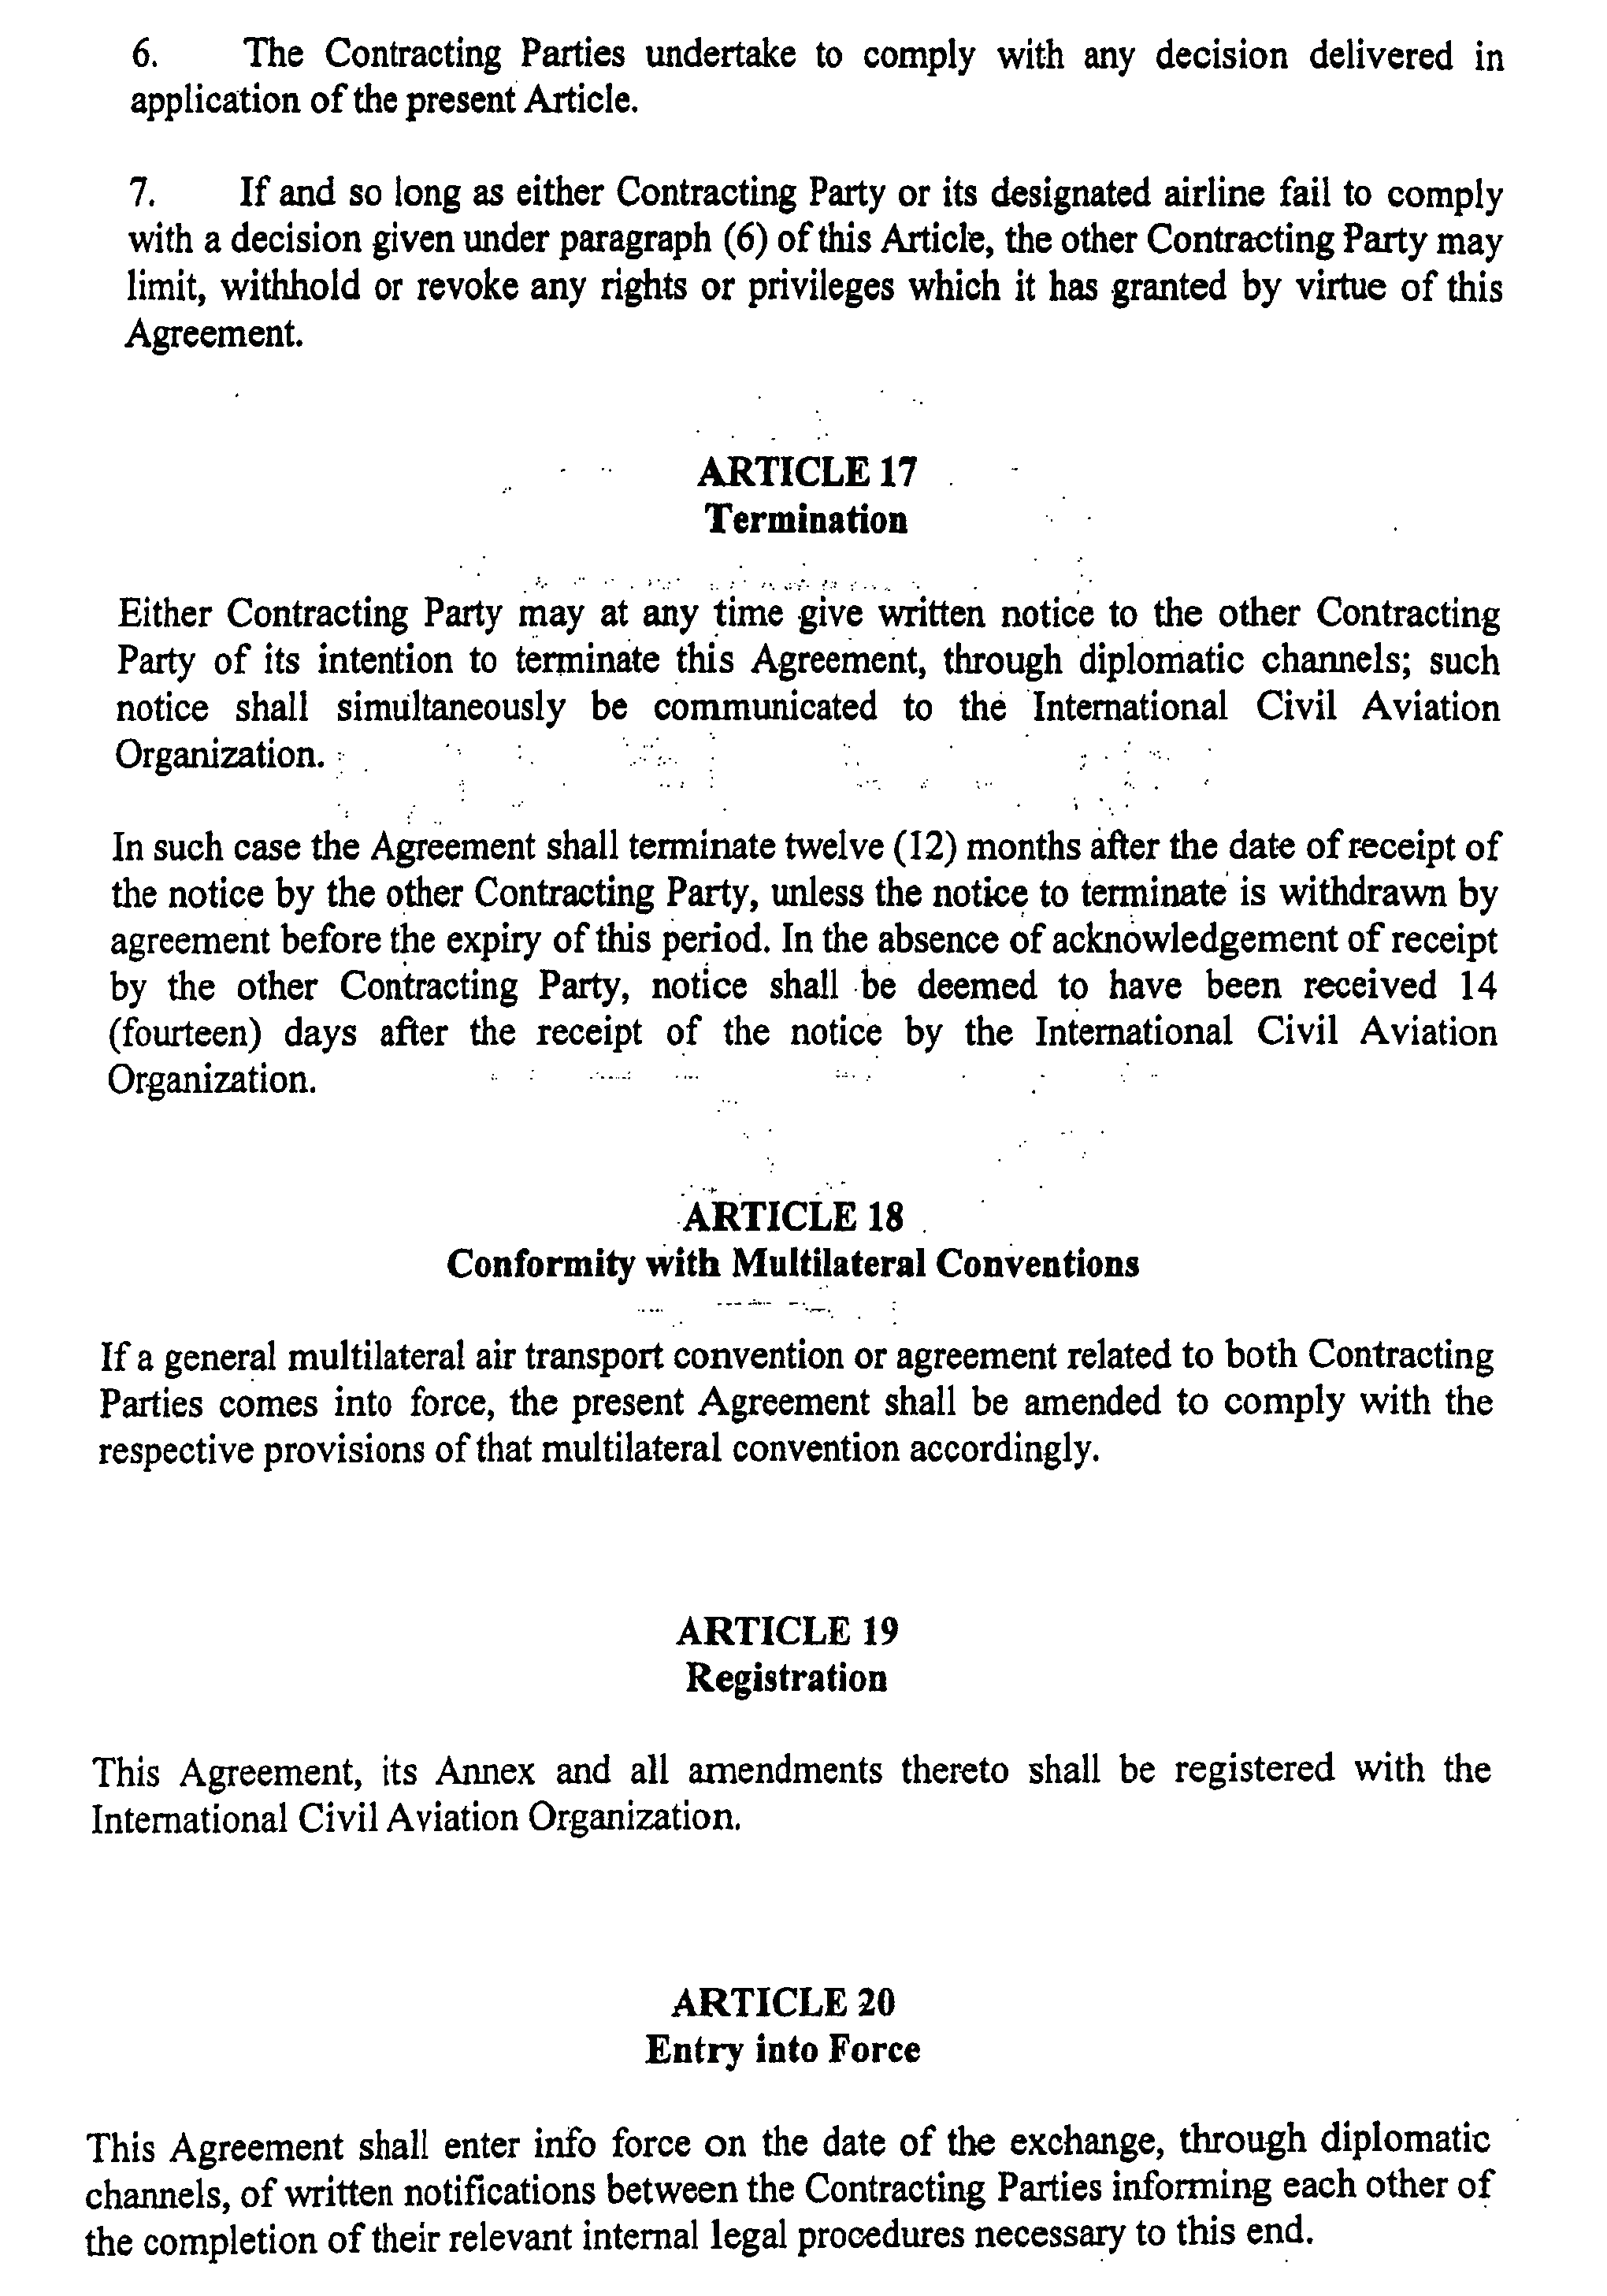 6. The Contracting Parties undertake to comply with any decision delivered in
application of the present Article.
7. If and so long as either Contracting Party or its designated airline fail to comply
with a decision given under paragraph (6) of this Article, the other Contracting Party may
limit, withhold or revoke any rights or privileges which it has granted by virtue of this
Agreement.
ARTICLE 17
Termination
Either Contracting Party may at any time give written notice to the other Contracting
Party of its intention to terminate this Agreement, through diplomatic channels; such
notice shall simultaneously be communicated to the International Civil Aviation
Organization.
In such case the Agreement shall terminate twelve (12) months after the date of receipt of
the notice by the other Contracting Party, unless the notice to terminate is withdrawn by
agreement before the expiry of this period. In the absence of acknowledgement of receipt
by the other Contracting Party, notice shall be deemed to have been received 14
(fourteen) days after the receipt of the notice by the International Civil Aviation
Organization.
ARTICLE 18
Conformity with Multilateral Conventions
If a general multilateral air transport convention or agreement related to both Contracting
Parties comes into force, the present Agreement shall be amended to comply with the
respective provisions of that multilateral convention accordingly.
ARTICLE 19
Registration
This Agreement, its Annex and all amendments thereto shall be registered with the
International Civil Aviation Organization.
ARTICLE 20
Entry into Force
This Agreement shall enter info force on the date of the exchange, through diplomatic
channels, of written notifications between the Contracting Parties informing each other of
the completion of their relevant internal legal procedures necessary to this end.